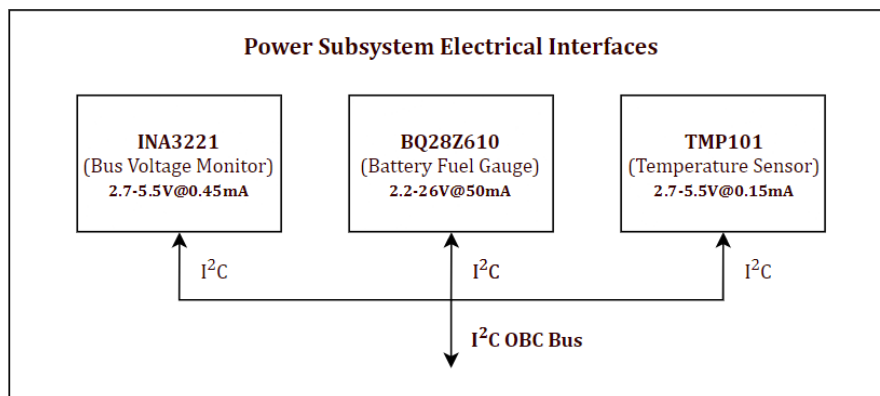 Power Subsystem Electrical Interfaces
INA3221
(Bus Voltage Monitor)
2.7-5.5V@0.45mA
BQ28Z610
(Battery Fuel Gauge)
2.2-26V@50mA
TMP101
(Temperature Sensor)
2.7-5.5V@0.15mA
I²C
I²C
I²C
I²C OBC Bus